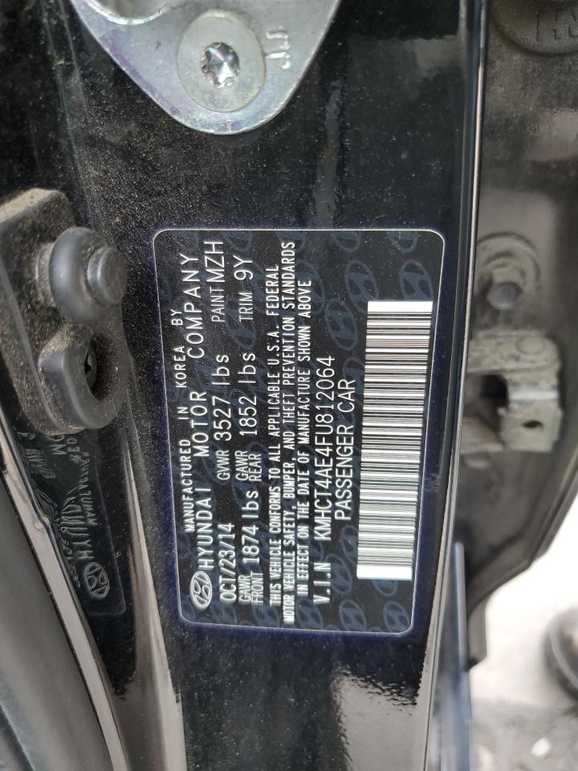 MANUFACTURED IN KOREA BY
HYUNDAI MOTOR COMPANY
OCT/23/14 GVWR 3527 lbs PAINT MZH
GAWR FRONT 1874 lbs GAWR REAR 1852 lbs TRIM 9Y
THIS VEHICLE CONFORMS TO ALL APPLICABLE U.S.A. FEDERAL
MOTOR VEHICLE SAFETY, BUMPER, AND THEFT PREVENTION STANDARDS
IN EFFECT ON THE DATE OF MANUFACTURE SHOWN ABOVE
V.I.N KMHCT4AE4FU812064
PASSENGER CAR